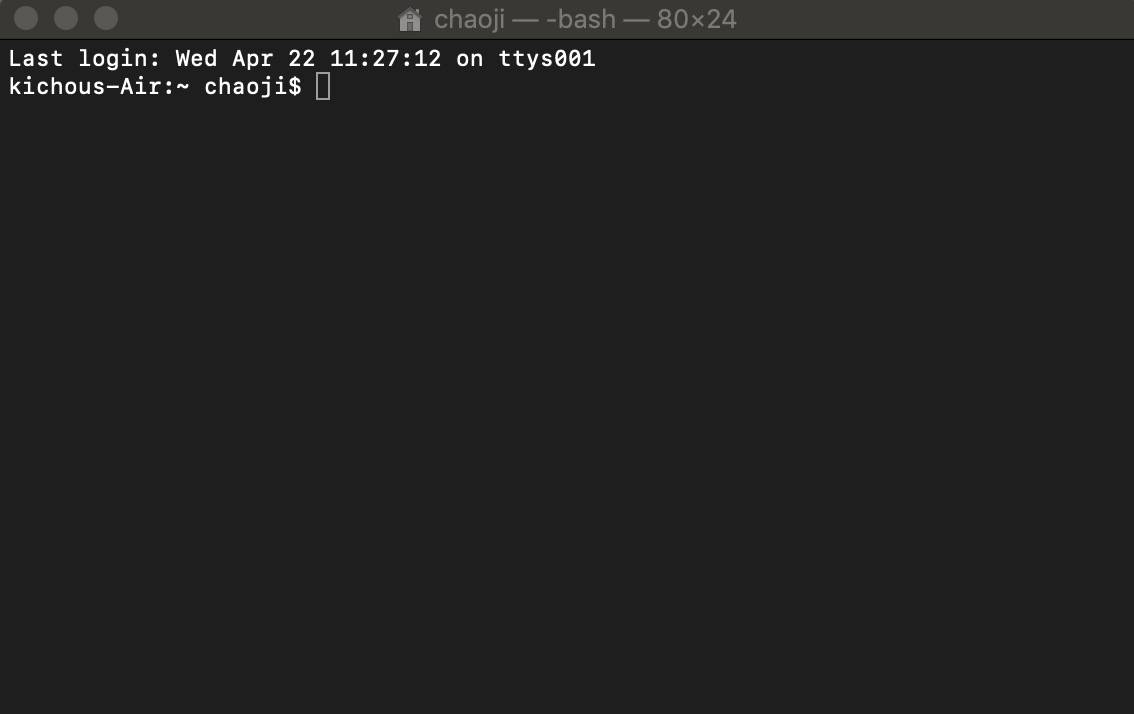 chaoji — -bash — 80×24
Last login: Wed Apr 22 11:27:12 on ttys001
kichous-Air:~ chaoji$